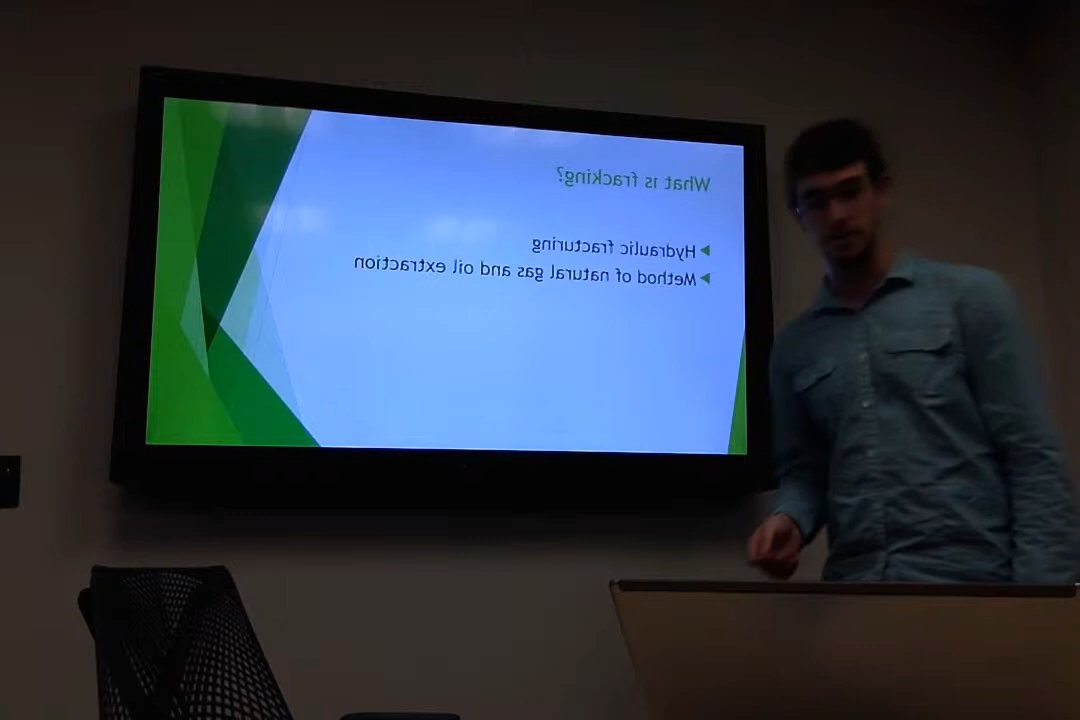 What is fracking?
Hydraulic fracturing
Method of natural gas and oil extraction